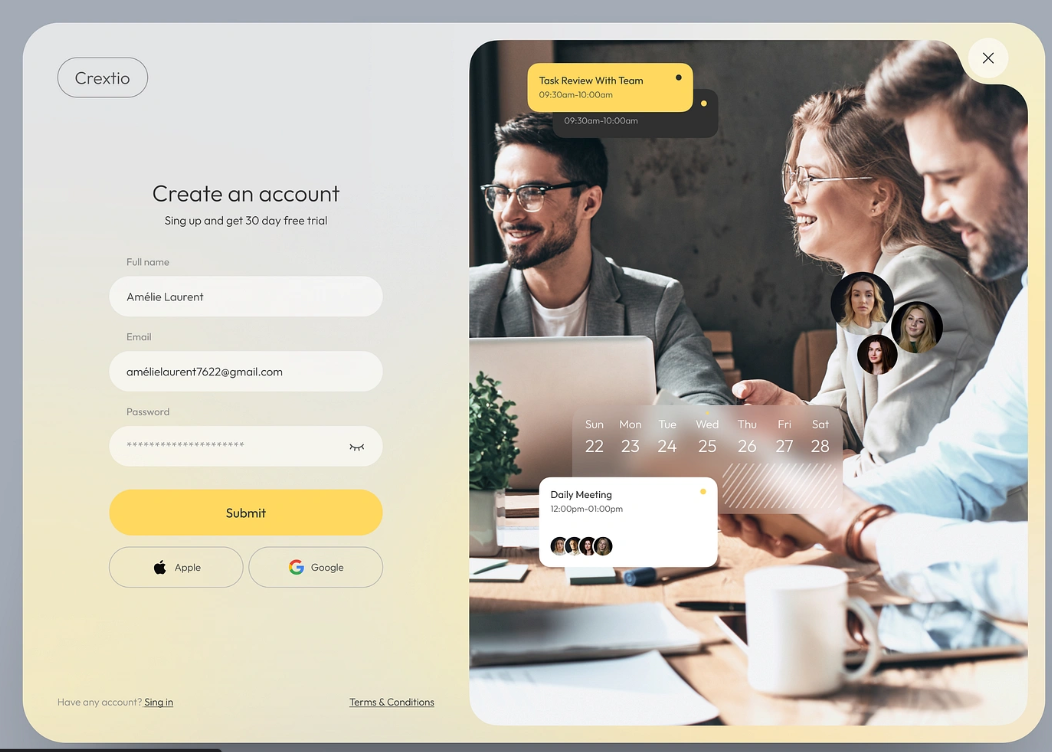 Crextio
Create an account
Sing up and get 30 day free trial
Full name
Amélie Laurent
Email
amélielaurent7622@gmail.com
Password
*********************
Submit
Apple
Google
Have any account? Sing in
Terms & Conditions
Task Review With Team
09:30am-10:00am
09:30am-10:00am
Sun Mon Tue Wed Thu Fri Sat
22 23 24 25 26 27 28
Daily Meeting
12:00pm-01:00pm